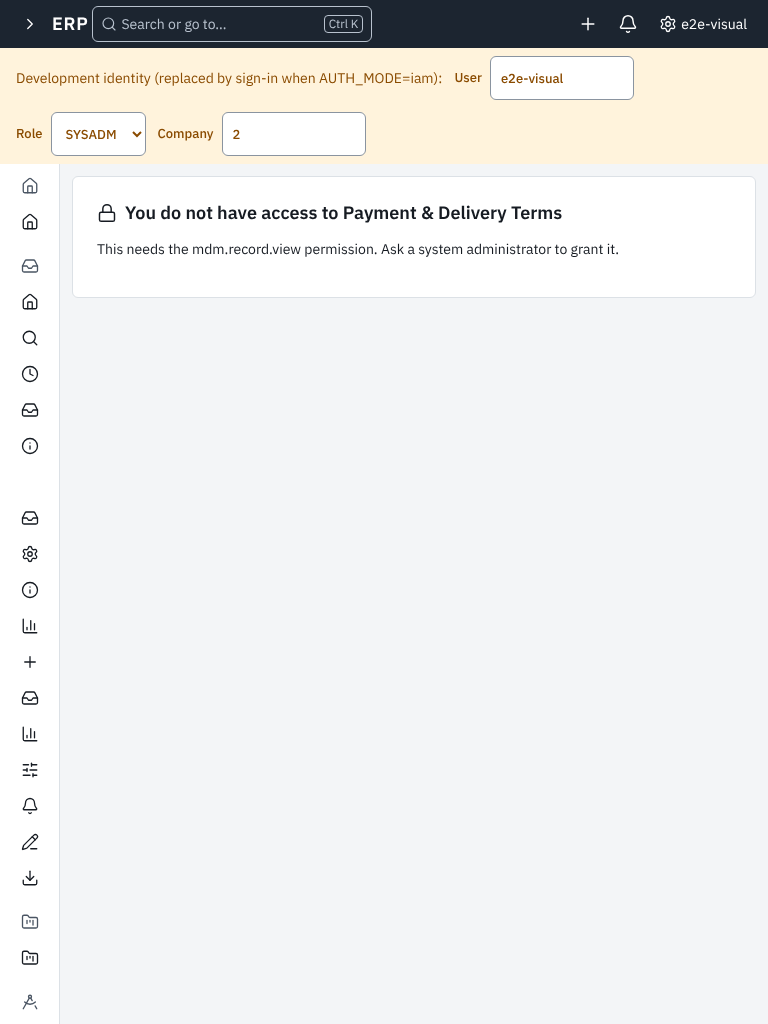 ERP
Search or go to...
Ctrl K
e2e-visual
Development identity (replaced by sign-in when AUTH_MODE=iam):
User
e2e-visual
Role
SYSADM
Company
2
You do not have access to Payment & Delivery Terms
This needs the mdm.record.view permission. Ask a system administrator to grant it.